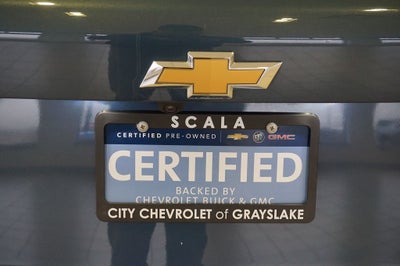 SCALA
CERTIFIED PRE-OWNED GMC
CERTIFIED
BACKED BY
CHEVROLET BUICK & GMC
CITY CHEVROLET of GRAYSLAKE